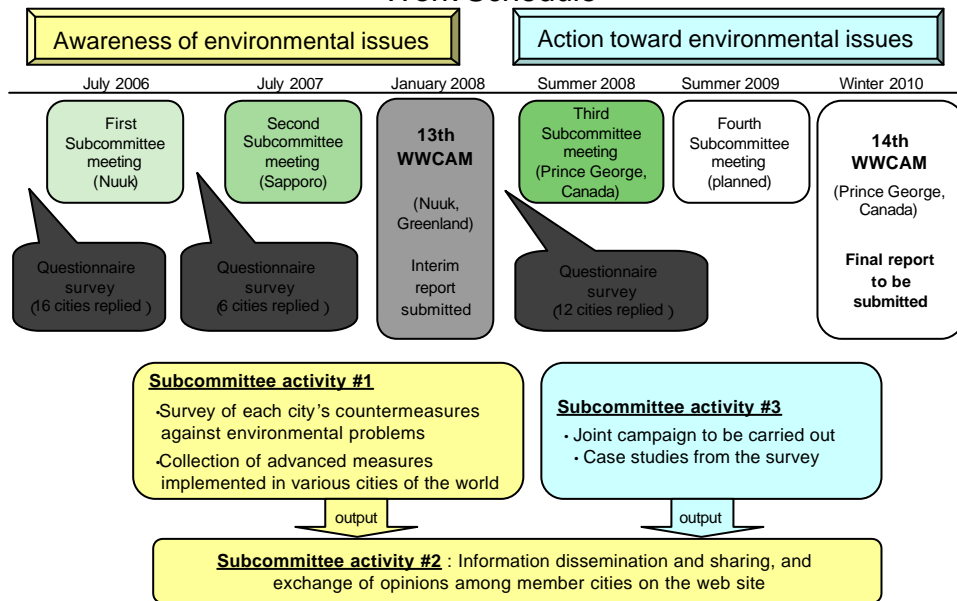 Work Schedule
Awareness of environmental issues
Action toward environmental issues
July 2006
July 2007
January 2008
Summer 2008
Summer 2009
Winter 2010
First
Subcommittee
meeting
(Nuuk)
Second
Subcommittee
meeting
(Sapporo)
13th
WWCAM
(Nuuk,
Greenland)
Interim
report
submitted
Third
Subcommittee
meeting
(Prince George,
Canada)
Fourth
Subcommittee
meeting
(planned)
14th
WWCAM
(Prince George,
Canada)
Final report
to be
submitted
Questionnaire
survey
(16 cities replied)
Questionnaire
survey
(6 cities replied)
Questionnaire
survey
(12 cities replied)
Subcommittee activity #1
・Survey of each city's countermeasures
against environmental problems
・Collection of advanced measures
implemented in various cities of the world
Subcommittee activity #3
・Joint campaign to be carried out
・Case studies from the survey
output
output
Subcommittee activity #2 : Information dissemination and sharing, and
exchange of opinions among member cities on the web site